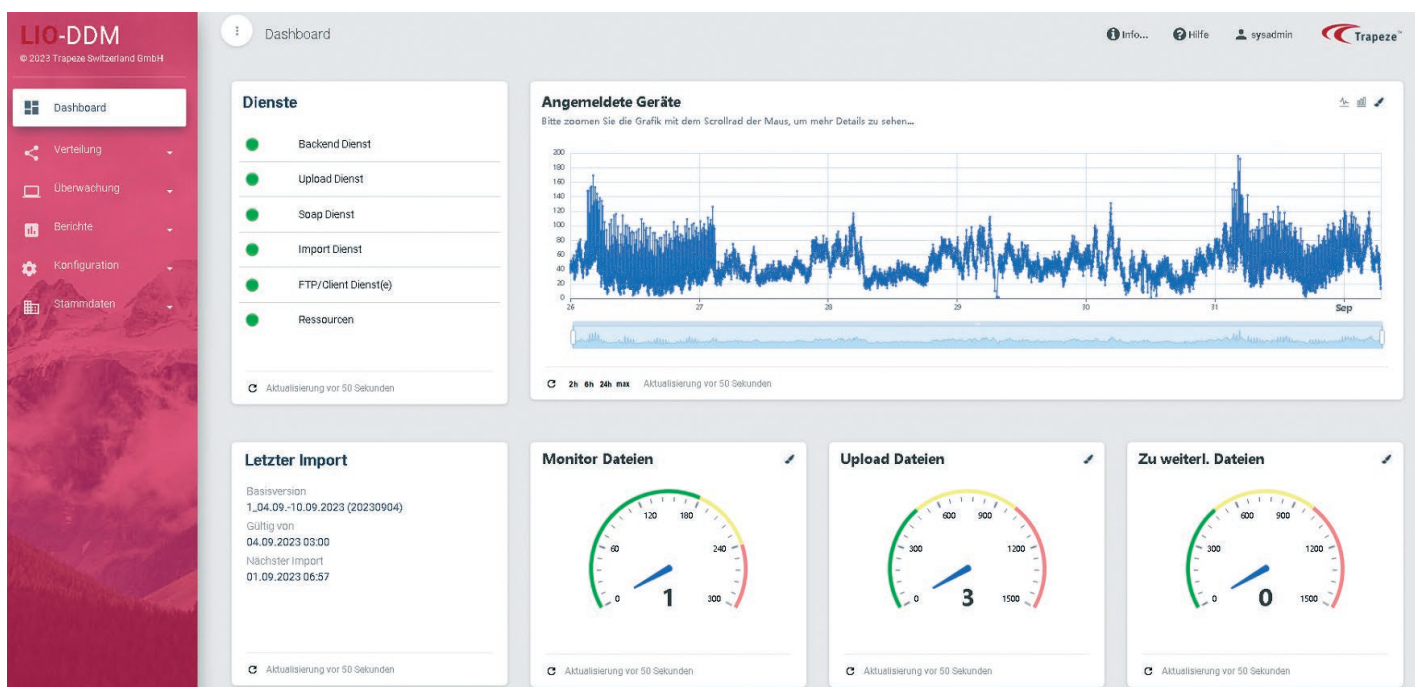 LIO-DDM
© 2023 Trapeze Switzerland GmbH
Dashboard
Verteilung
Überwachung
Berichte
Konfiguration
Stammdaten
Dashboard
Info...
Hilfe
sysadmin
Trapeze™
Dienste
Backend Dienst
Upload Dienst
Soap Dienst
Import Dienst
FTP/Client Dienst(e)
Ressourcen
Aktualisierung vor 50 Sekunden
Angemeldete Geräte
Bitte zoomen Sie die Grafik mit dem Scrollrad der Maus, um mehr Details zu sehen...
200
180
160
140
120
100
80
60
40
20
0
26 27 28 29 30 31 Sep
2h 6h 24h max Aktualisierung vor 50 Sekunden
Letzter Import
Basisversion
1_04.09.-10.09.2023 (20230904)
Gültig von
04.09.2023 03:00
Nächster Import
01.09.2023 06:57
Aktualisierung vor 50 Sekunden
Monitor Dateien
120 180
60 240
0 1 300
Aktualisierung vor 50 Sekunden
Upload Dateien
600 900
300 1200
0 3 1500
Aktualisierung vor 50 Sekunden
Zu weiterl. Dateien
600 900
300 1200
0 0 1500
Aktualisierung vor 50 Sekunden